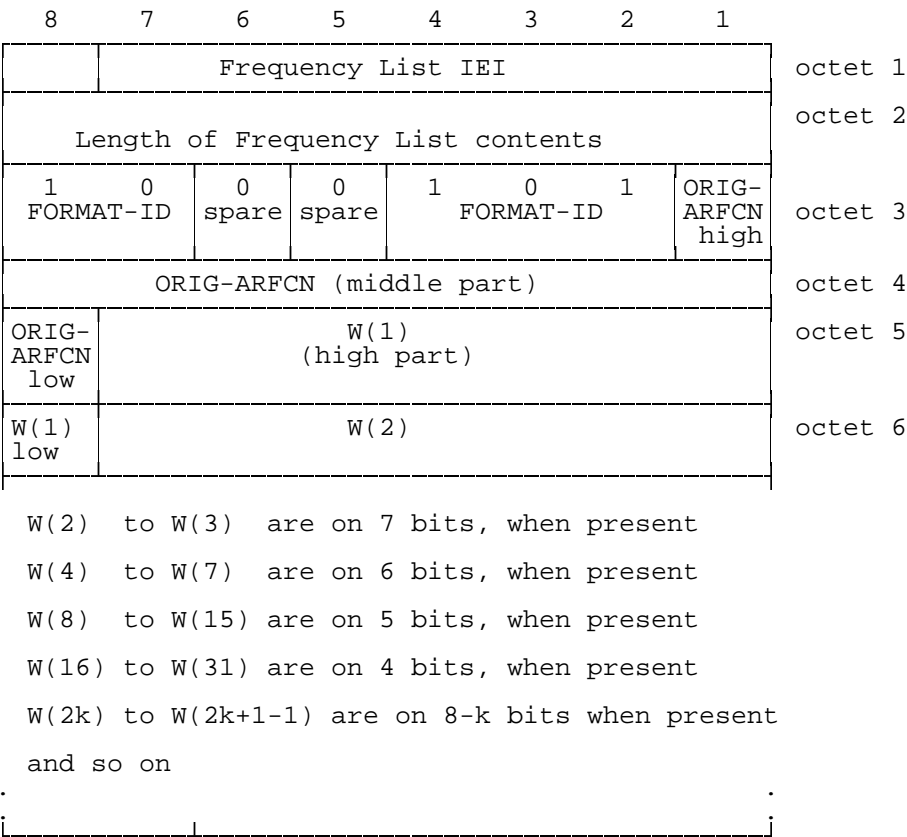 8 7 6 5 4 3 2 1
Frequency List IEI octet 1
octet 2
Length of Frequency List contents
1 0 0 0 1 0 1 ORIG-
FORMAT-ID spare spare FORMAT-ID ARFCN octet 3
high
ORIG-ARFCN (middle part) octet 4
ORIG- W(1) octet 5
ARFCN (high part)
low
W(1) W(2) octet 6
low
W(2) to W(3) are on 7 bits, when present
W(4) to W(7) are on 6 bits, when present
W(8) to W(15) are on 5 bits, when present
W(16) to W(31) are on 4 bits, when present
W(2k) to W(2k+1-1) are on 8-k bits when present
and so on